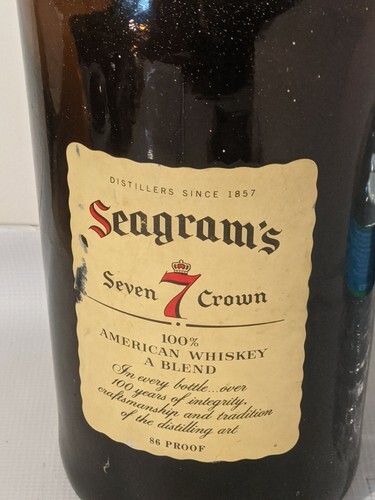 DISTILLERS SINCE 1857
Seagram's
Seven 7 Crown
100%
AMERICAN WHISKEY
A BLEND
In every bottle...over
100 years of integrity,
craftsmanship and tradition
of the distilling art
86 PROOF